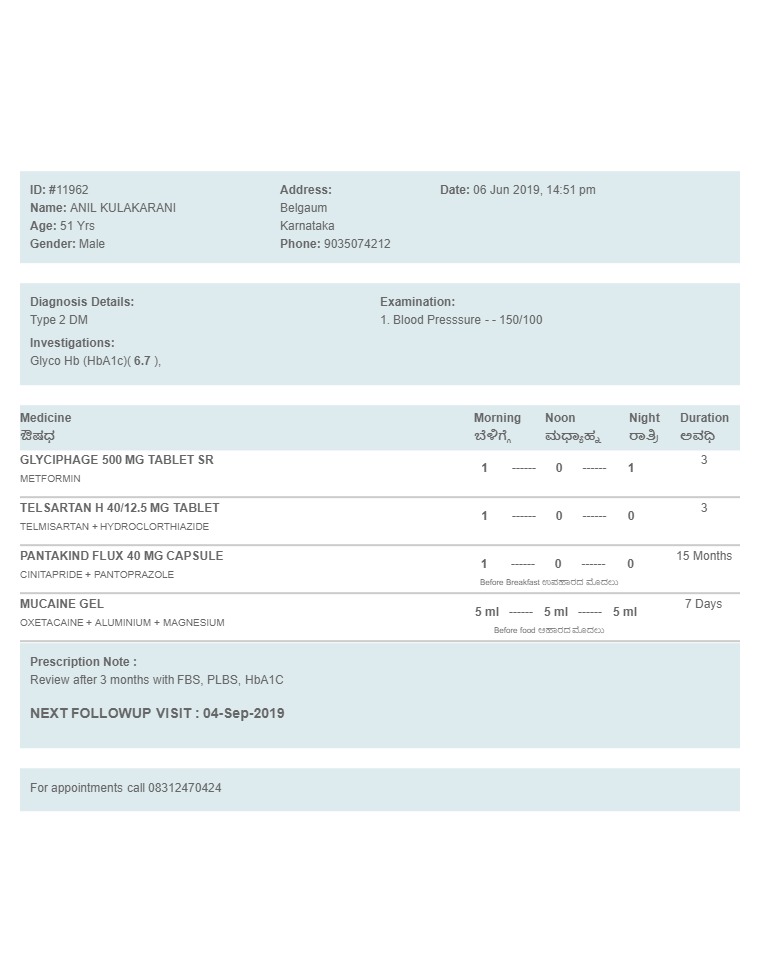 ID: #11962
Name: ANIL KULAKARANI
Age: 51 Yrs
Gender: Male
Address:
Belgaum
Karnataka
Phone: 9035074212
Date: 06 Jun 2019, 14:51 pm
Diagnosis Details:
Type 2 DM
Investigations:
Glyco Hb (HbA1c)( 6.7 ),
Examination:
1. Blood Presssure - - 150/100
Medicine Morning Noon Night Duration
ಔಷಧ ಬೆಳಿಗ್ಗೆ ಮಧ್ಯಾಹ್ನ ರಾತ್ರಿ ಅವಧಿ
GLYCIPHAGE 500 MG TABLET SR 1 ------ 0 ------ 1 3
METFORMIN
TELSARTAN H 40/12.5 MG TABLET 1 ------ 0 ------ 0 3
TELMISARTAN + HYDROCLORTHIAZIDE
PANTAKIND FLUX 40 MG CAPSULE 1 ------ 0 ------ 0 15 Months
CINITAPRIDE + PANTOPRAZOLE
Before Breakfast ಉಪಹಾರದ ಮೊದಲು
MUCAINE GEL 5 ml ------ 5 ml ------ 5 ml 7 Days
OXETACAINE + ALUMINIUM + MAGNESIUM
Before food ಆಹಾರದ ಮೊದಲು
Prescription Note :
Review after 3 months with FBS, PLBS, HbA1C
NEXT FOLLOWUP VISIT : 04-Sep-2019
For appointments call 08312470424